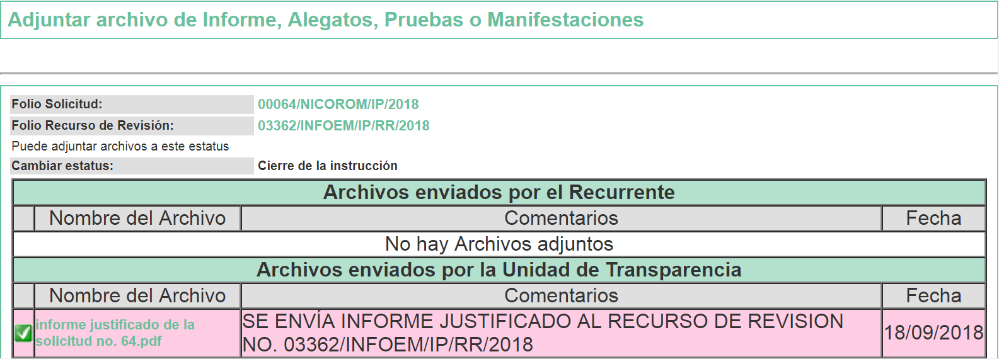 Adjuntar archivo de Informe, Alegatos, Pruebas o Manifestaciones
Folio Solicitud: 00064/NICOROM/IP/2018
Folio Recurso de Revisión: 03362/INFOEM/IP/RR/2018
Puede adjuntar archivos a este estatus
Cambiar estatus: Cierre de la instrucción
Archivos enviados por el Recurrente
Nombre del Archivo Comentarios Fecha
No hay Archivos adjuntos
Archivos enviados por la Unidad de Transparencia
Nombre del Archivo Comentarios Fecha
informe justificado de la
solicitud no. 64.pdf
SE ENVÍA INFORME JUSTIFICADO AL RECURSO DE REVISION
NO. 03362/INFOEM/IP/RR/2018
18/09/2018